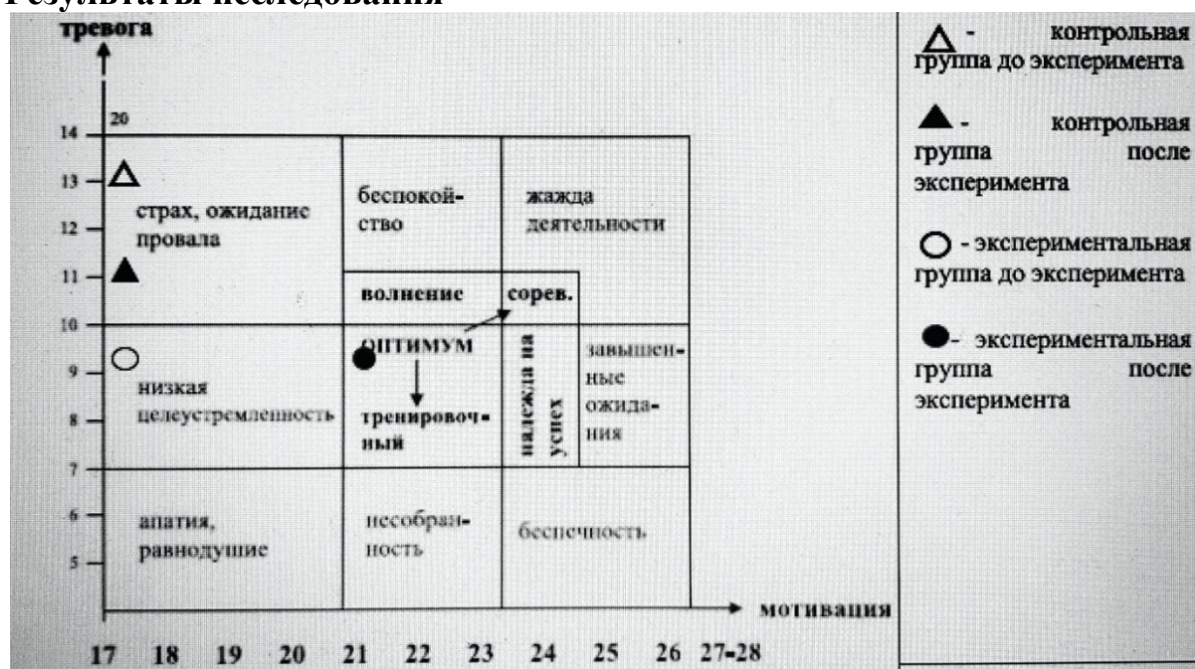 Результаты исследования
тревога
20
14
13
12
11
10
9
8
7
6
5
страх, ожидание
провала
беспокой-
ство
жажда
деятельности
волнение
сорев.
ОПТИМУМ
тренировоч-
ный
надежда на
успех
завышен-
ные
ожида-
ния
низкая
целеустремленность
апатия,
равнодушие
несобран-
ность
беспечность
мотивация
17 18 19 20 21 22 23 24 25 26 27-28
- контрольная
группа до эксперимента
- контрольная
группа после
эксперимента
- экспериментальная
группа до эксперимента
- экспериментальная
группа после
эксперимента